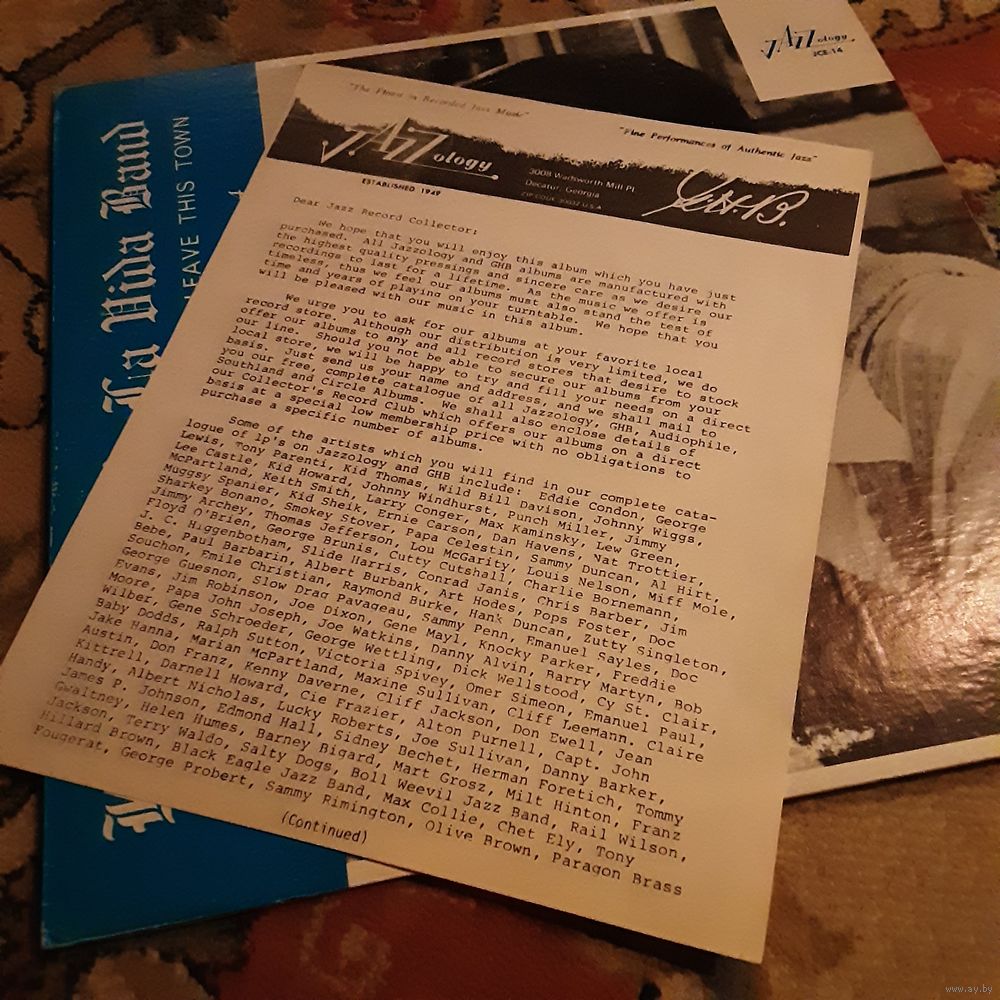 JAZZology
JCE-14
La Vida Band
LEAVE THIS TOWN
"The Finest in Recorded Jazz Music"
"Fine Performances of Authentic Jazz"
JAZZology
3008 Wadsworth Mill Pl
Decatur, Georgia
ZIP CODE 30032 U.S.A
G.H.B.
ESTABLISHED 1949
Dear Jazz Record Collector:
We hope that you will enjoy this album which you have just
purchased. All Jazzology and GHB albums are manufactured with
the highest quality pressings and sincere care as we desire our
recordings to last for a lifetime. As the music we offer is
timeless, thus we feel our albums must also stand the test of
time and years of playing on your turntable. We hope that you
will be pleased with our music in this album.
We urge you to ask for our albums at your favorite local
record store. Although our distribution is very limited, we do
offer our albums to any and all record stores that desire to stock
our line. Should you not be able to secure our albums from your
local store, we will be happy to try and fill your needs on a direct
basis. Just send us your name and address, and we shall mail to
you our free, complete catalogue of all Jazzology, GHB, Audiophile,
Southland and Circle Albums. We shall also enclose details of
our Collector's Record Club which offers our albums on a direct
basis at a special low membership price with no obligations to
purchase a specific number of albums.
Some of the artists which you will find in our complete cata-
logue of lp's on Jazzology and GHB include: Eddie Condon, George
Lewis, Tony Parenti, Kid Thomas, Wild Bill Davison, Johnny Wiggs,
Lee Castle, Kid Howard, Johnny Windhurst, Punch Miller, Jimmy
McPartland, Keith Smith, Larry Conger, Max Kaminsky, Lew Green,
Muggsy Spanier, Kid Sheik, Ernie Carson, Dan Havens, Nat Trottier,
Sharkey Bonano, Smokey Stover, Papa Celestin, Sammy Duncan, Al Hirt,
Jimmy Archey, Thomas Jefferson, Lou McGarity, Louis Nelson, Miff Mole,
Floyd O'Brien, George Brunis, Cutty Cutshall, Charlie Bornemann,
J. C. Higgenbotham, Slide Harris, Conrad Janis, Chris Barber, Jim
Bebe, Paul Barbarin, Albert Burbank, Art Hodes, Pops Foster, Doc
Souchon, Emile Christian, Raymond Burke, Hank Duncan, Zutty Singleton,
George Guesnon, Slow Drag Pavageau, Sammy Penn, Emanuel Sayles, Doc
Evans, Jim Robinson, Joe Dixon, Gene Mayl, Knocky Parker, Freddie
Moore, Papa John Joseph, Joe Watkins, Danny Alvin, Barry Martyn, Bob
Wilber, Gene Schroeder, George Wettling, Dick Wellstood, Cy St. Clair,
Baby Dodds, Ralph Sutton, Victoria Spivey, Omer Simeon, Emanuel Paul,
Jake Hanna, Marian McPartland, Maxine Sullivan, Cliff Leemann. Claire
Austin, Don Franz, Kenny Daverne, Cliff Jackson, Don Ewell, Jean
Kittrell, Darnell Howard, Cie Frazier, Alton Purnell, Capt. John
Handy, Albert Nicholas, Lucky Roberts, Joe Sullivan, Danny Barker,
James P. Johnson, Edmond Hall, Sidney Bechet, Herman Foretich, Tommy
Gwaltney, Helen Humes, Barney Bigard, Mart Grosz, Milt Hinton, Franz
Jackson, Terry Waldo, Salty Dogs, Boll Weevil Jazz Band, Rail Wilson,
Hillard Brown, Black Eagle Jazz Band, Max Collie, Chet Ely, Tony
Fougerat, George Probert, Sammy Rimington, Olive Brown, Paragon Brass
(Continued)
www.ay.by